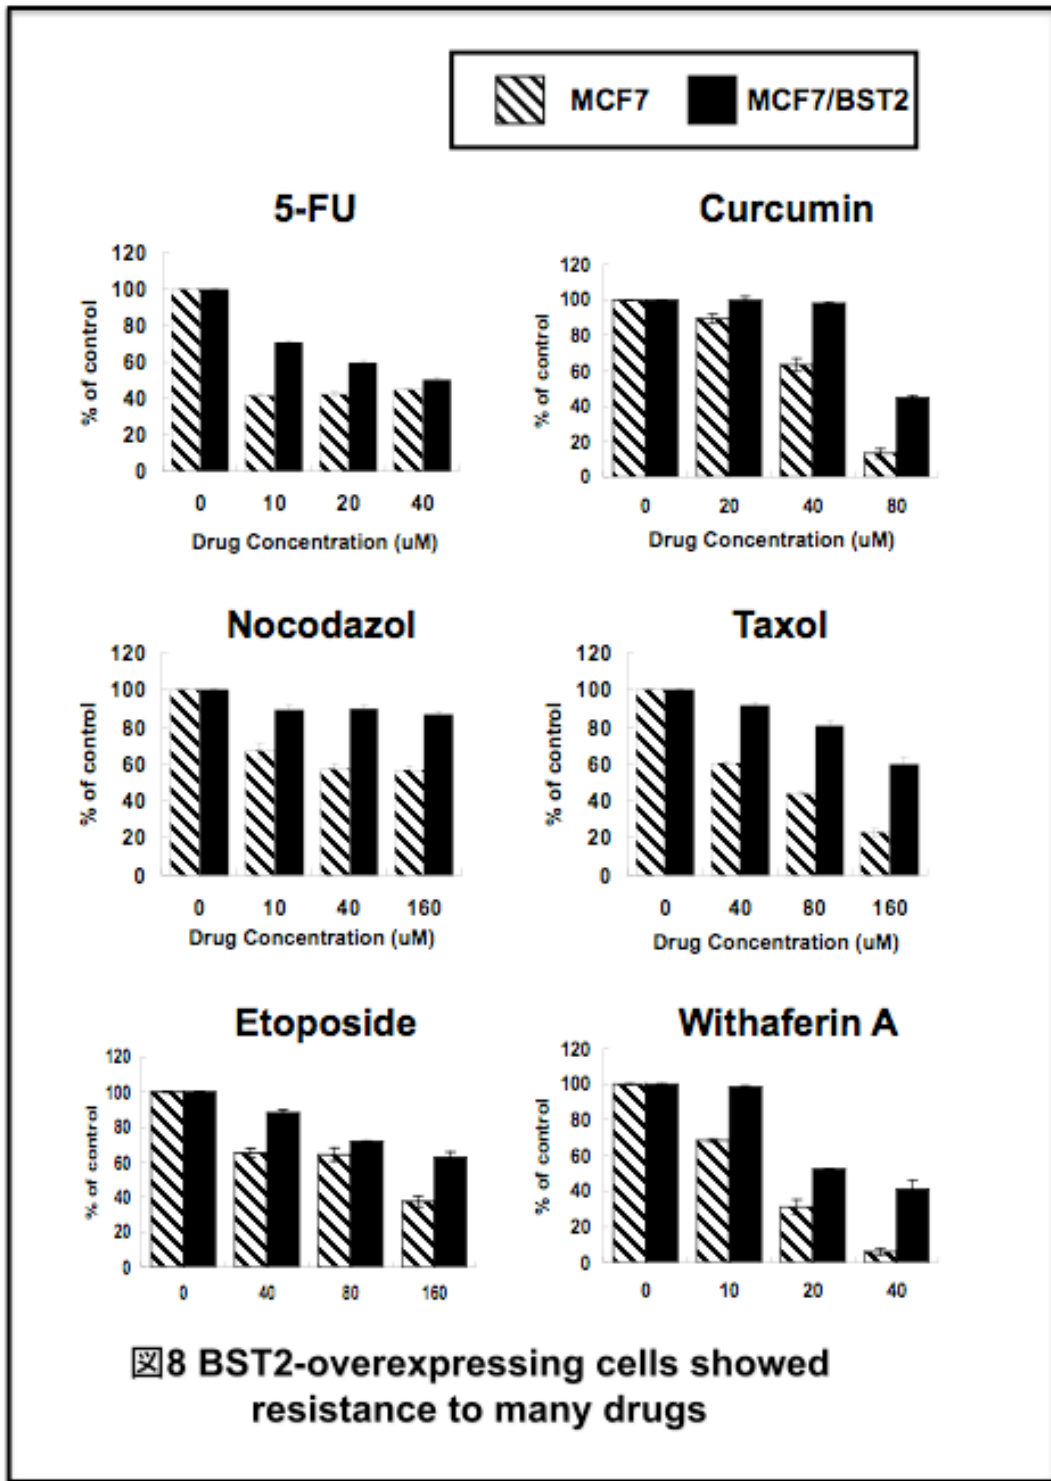 MCF7 MCF7/BST2
5-FU
% of control
120
100
80
60
40
20
0
0 10 20 40
Drug Concentration (uM)
Curcumin
% of control
120
100
80
60
40
20
0
0 20 40 80
Drug Concentration (uM)
Nocodazol
% of control
120
100
80
60
40
20
0
0 10 40 160
Drug Concentration (uM)
Taxol
% of control
120
100
80
60
40
20
0
0 40 80 160
Drug Concentration (uM)
Etoposide
% of control
120
100
80
60
40
20
0
0 40 80 160
Withaferin A
% of control
120
100
80
60
40
20
0
0 10 20 40
図8 BST2-overexpressing cells showed
resistance to many drugs